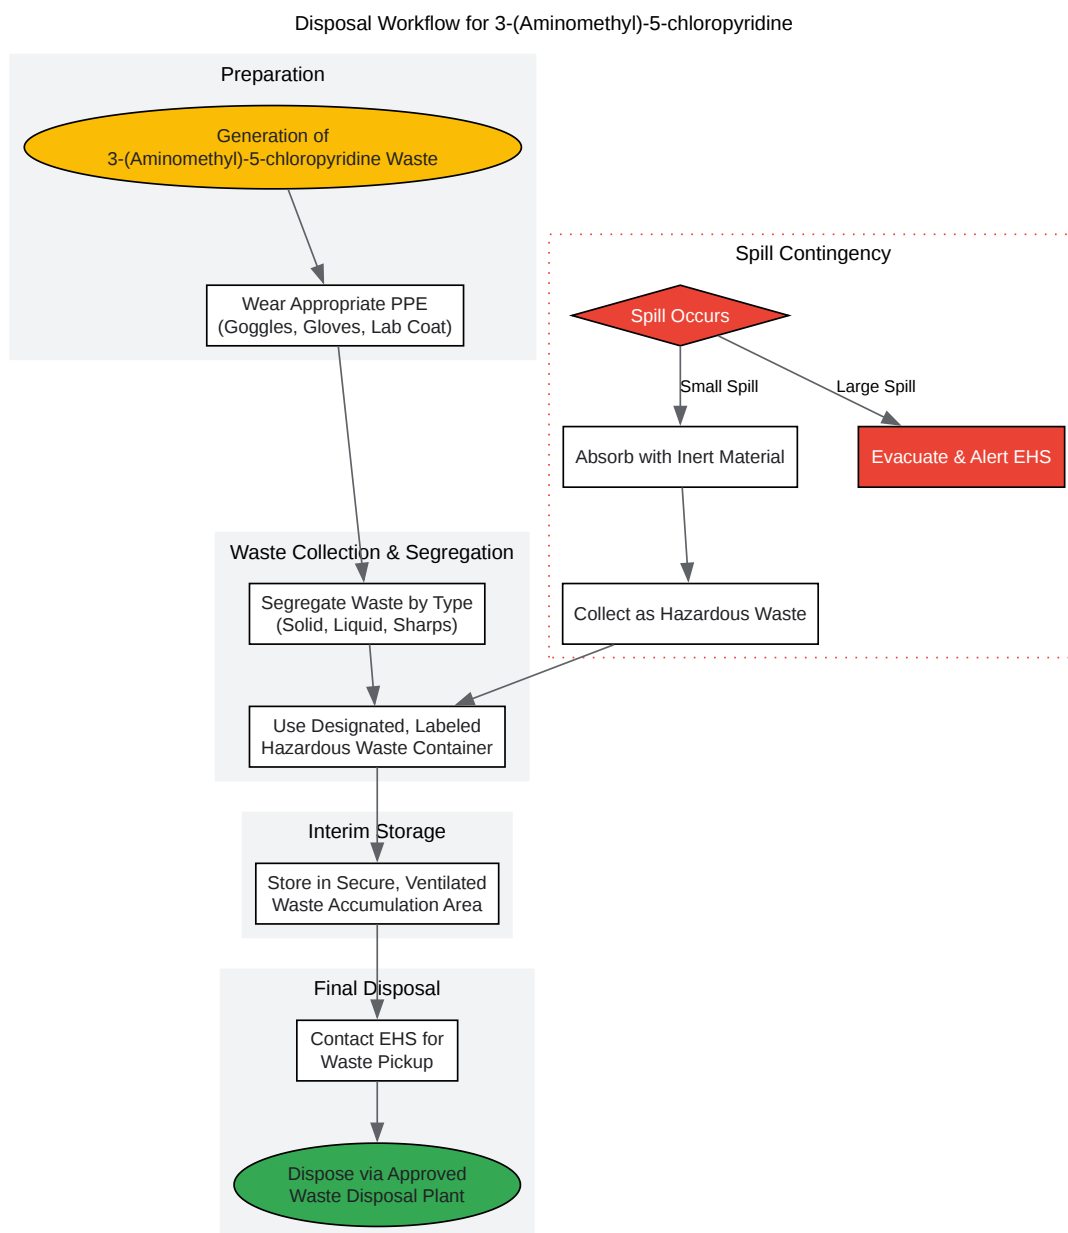 Disposal Workflow for 3-(Aminomethyl)-5-chloropyridine
Preparation
Generation of
3-(Aminomethyl)-5-chloropyridine Waste
Wear Appropriate PPE
(Goggles, Gloves, Lab Coat)
Spill Contingency
Spill Occurs
Small Spill
Large Spill
Absorb with Inert Material
Evacuate & Alert EHS
Collect as Hazardous Waste
Waste Collection & Segregation
Segregate Waste by Type
(Solid, Liquid, Sharps)
Use Designated, Labeled
Hazardous Waste Container
Interim Storage
Store in Secure, Ventilated
Waste Accumulation Area
Final Disposal
Contact EHS for
Waste Pickup
Dispose via Approved
Waste Disposal Plant